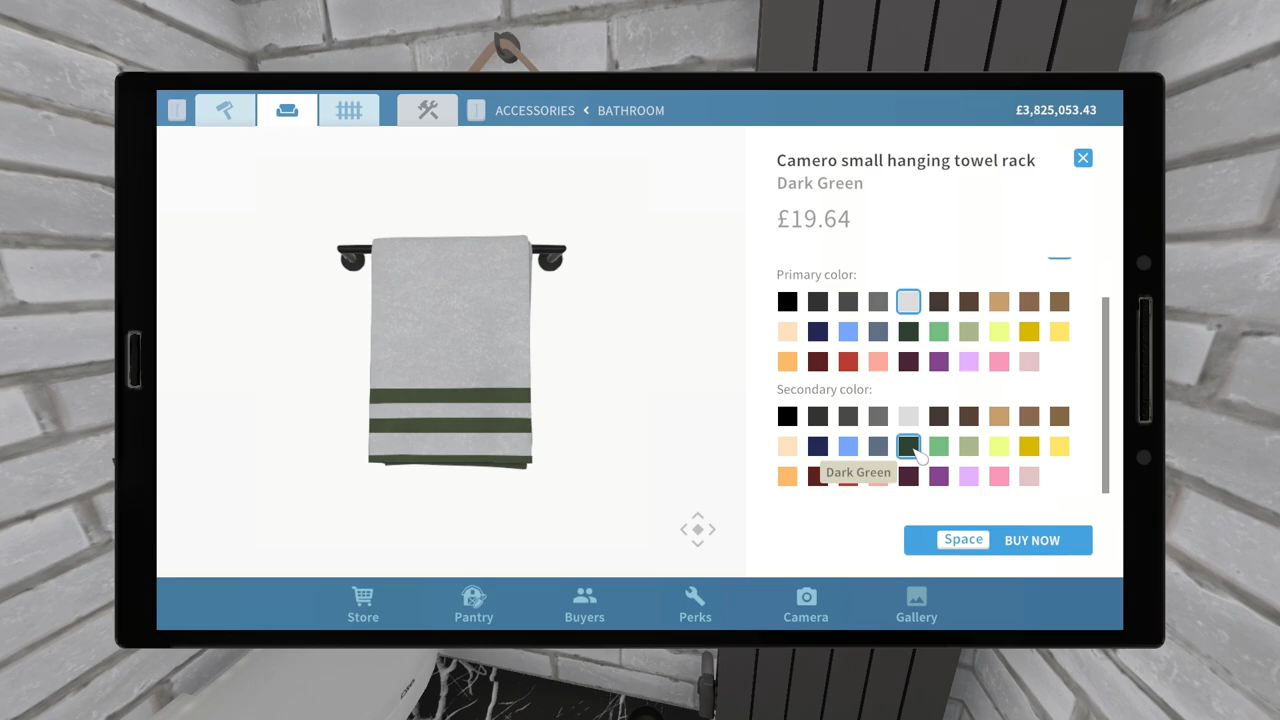 ACCESSORIES < BATHROOM
£3,825,053.43
Camero small hanging towel rack
Dark Green
£19.64
Primary color:
Secondary color:
Dark Green
Space BUY NOW
Store
Pantry
Buyers
Perks
Camera
Gallery